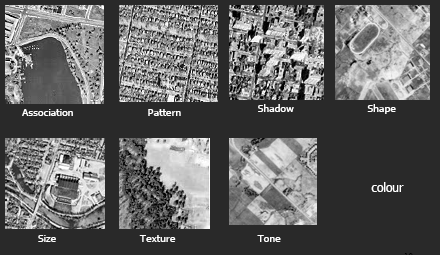 Association
Pattern
Shadow
Shape
Size
Texture
Tone
colour